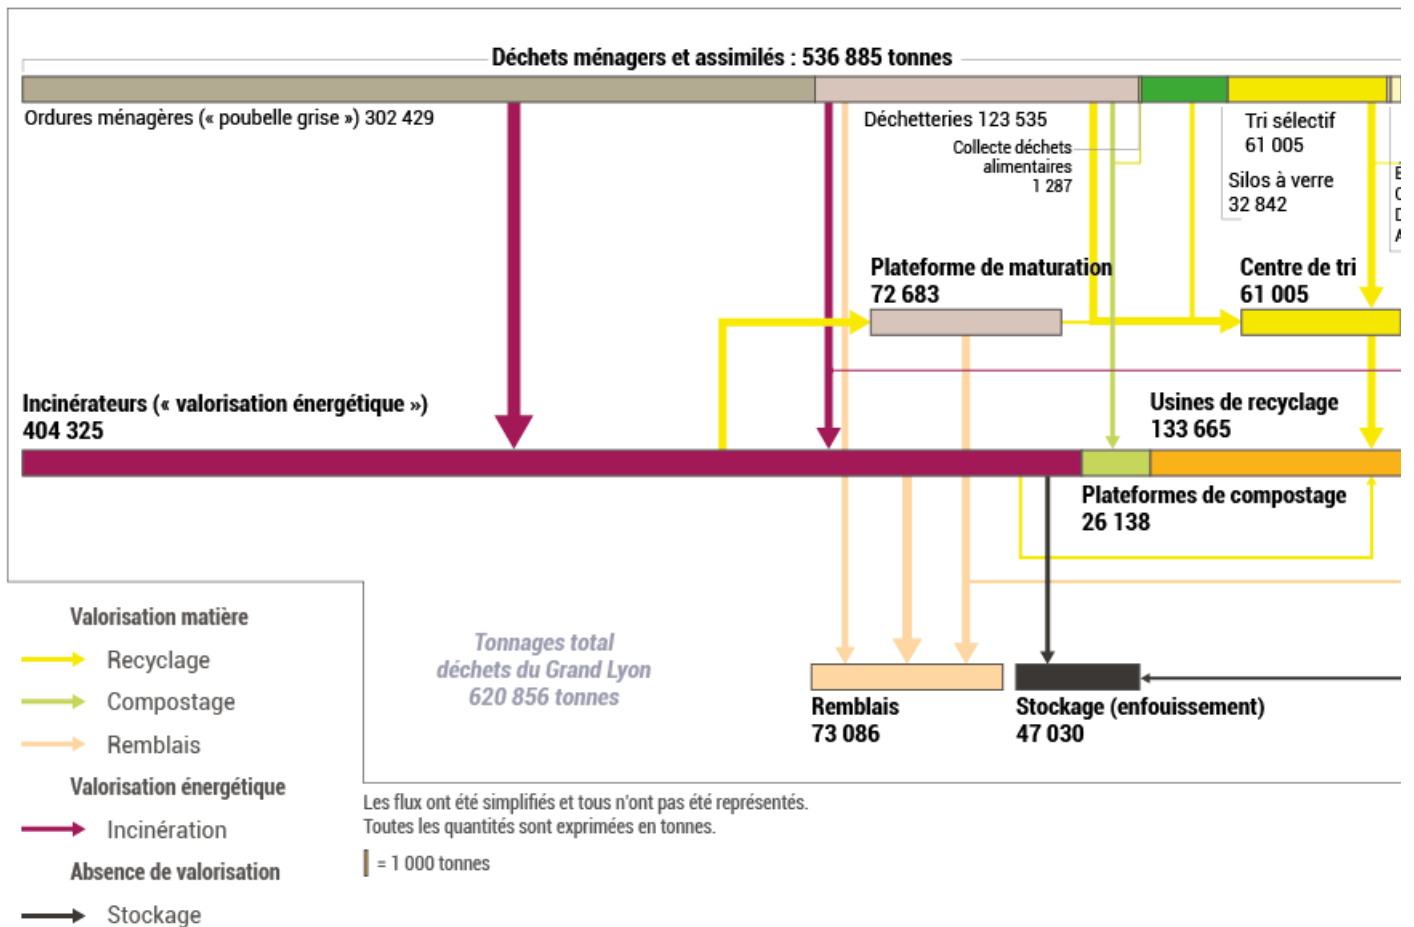 Déchets ménagers et assimilés : 536 885 tonnes
Ordures ménagères (« poubelle grise ») 302 429
Déchetteries 123 535
Collecte déchets
alimentaires
1 287
Tri sélectif
61 005
Silos à verre
32 842
Plateforme de maturation
72 683
Centre de tri
61 005
Incinérateurs (« valorisation énergétique »)
404 325
Usines de recyclage
133 665
Plateformes de compostage
26 138
Valorisation matière
Recyclage
Compostage
Remblais
Valorisation énergétique
Incinération
Absence de valorisation
Stockage
Tonnages total
déchets du Grand Lyon
620 856 tonnes
Remblais
73 086
Stockage (enfouissement)
47 030
Les flux ont été simplifiés et tous n'ont pas été représentés.
Toutes les quantités sont exprimées en tonnes.
= 1 000 tonnes